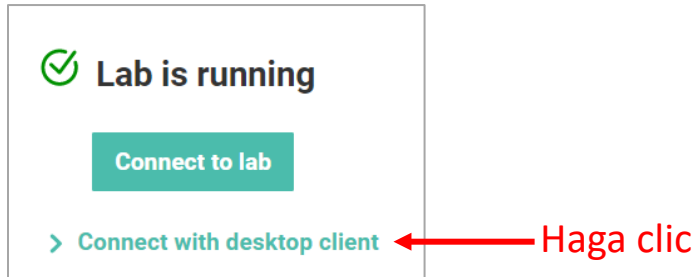 Lab is running
Connect to lab
Connect with desktop client
Haga clic